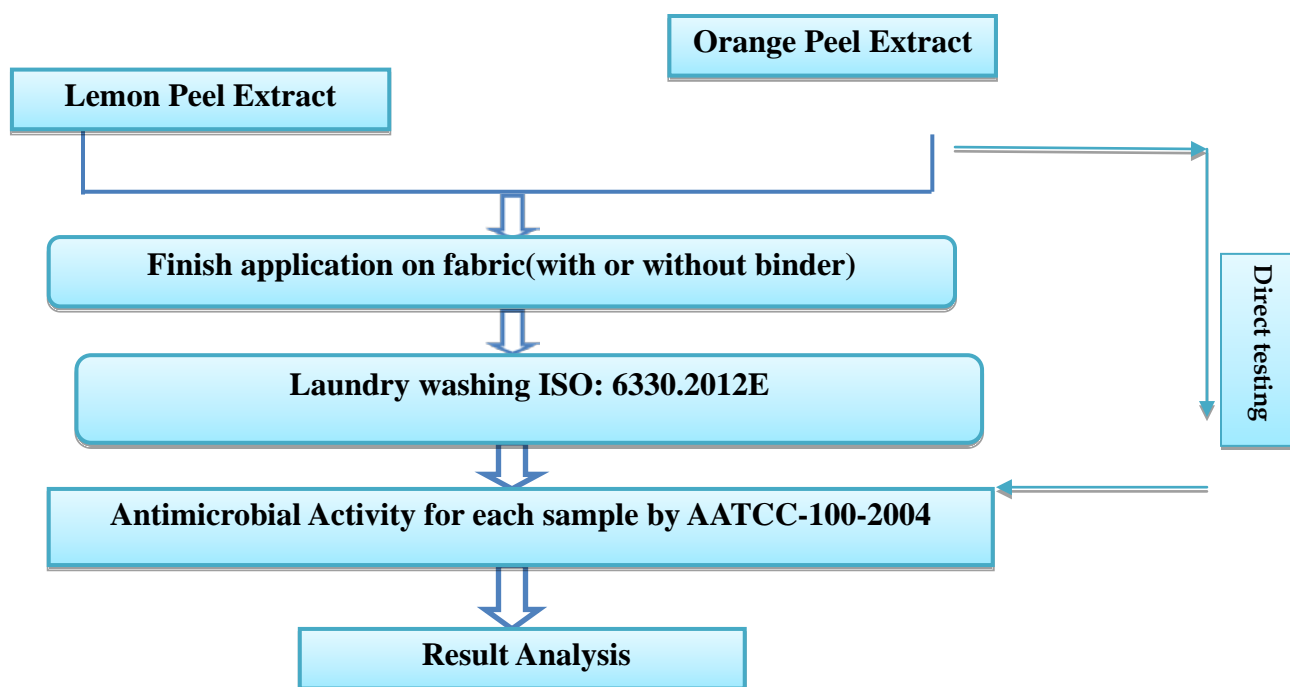 Orange Peel Extract
Lemon Peel Extract
Finish application on fabric(with or without binder)
Direct testing
Laundry washing ISO: 6330.2012E
Antimicrobial Activity for each sample by AATCC-100-2004
Result Analysis